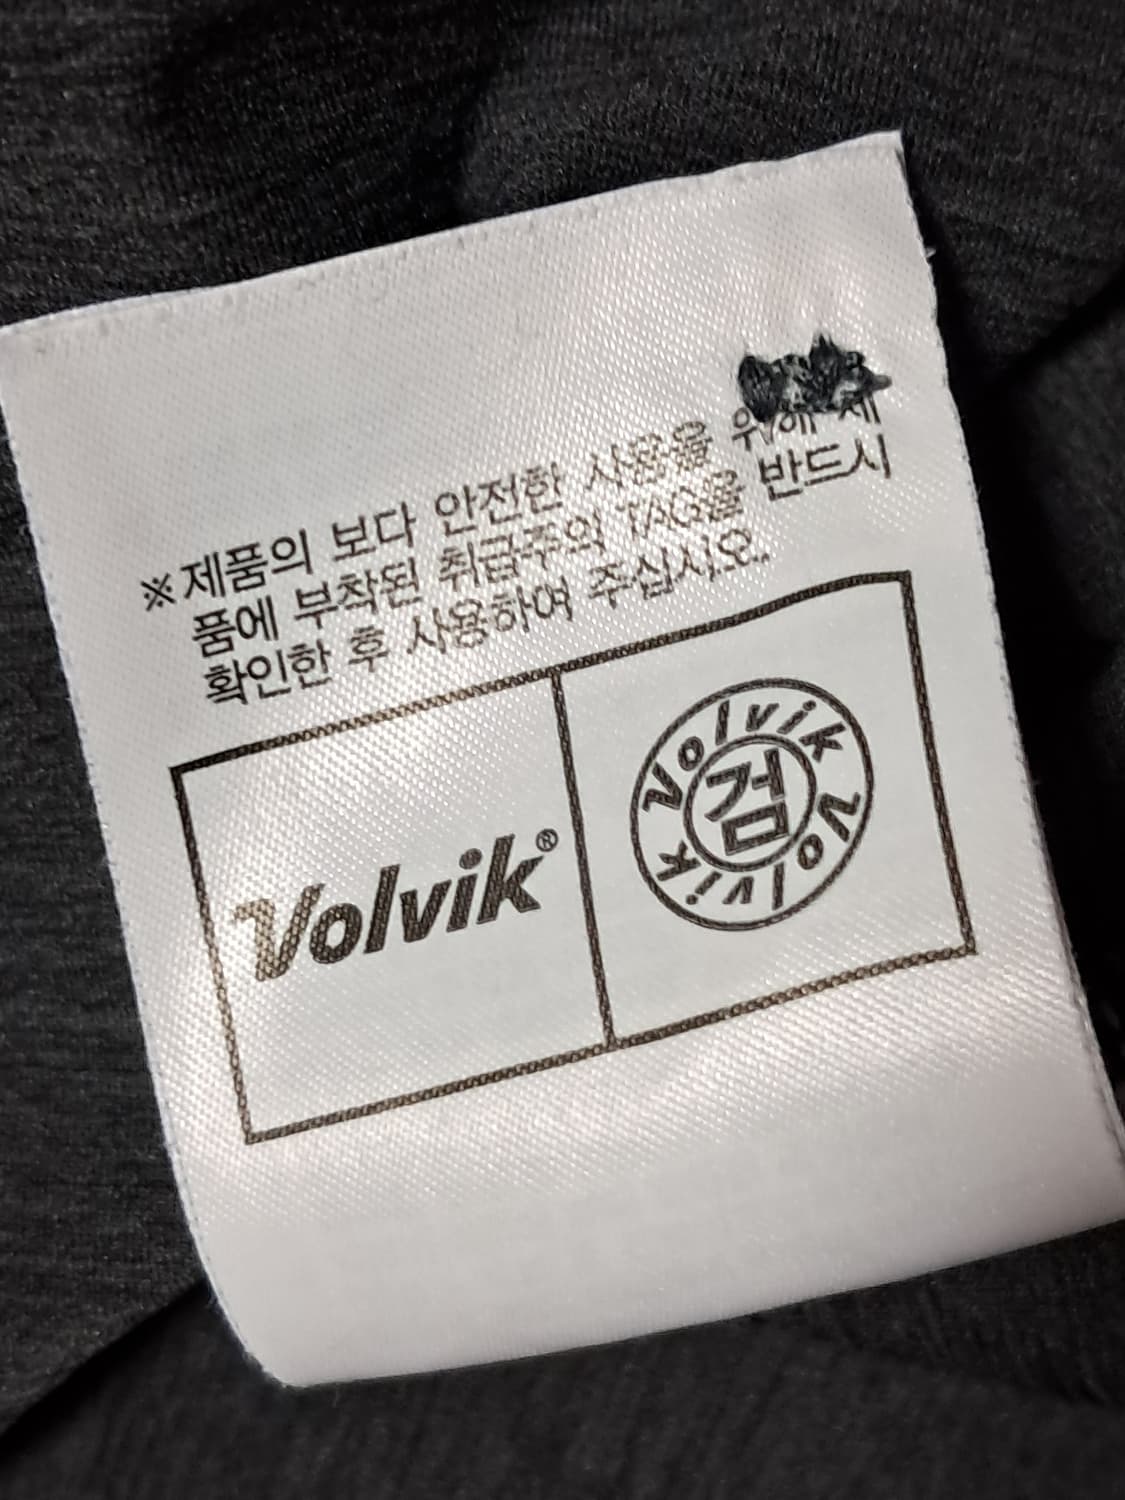 ※제품의 보다 안전한 사용을 위해 제
품에 부착된 취급주의 TAG을 반드시
확인한 후 사용하여 주십시오.
Volvik®
Volvik Volvik
검